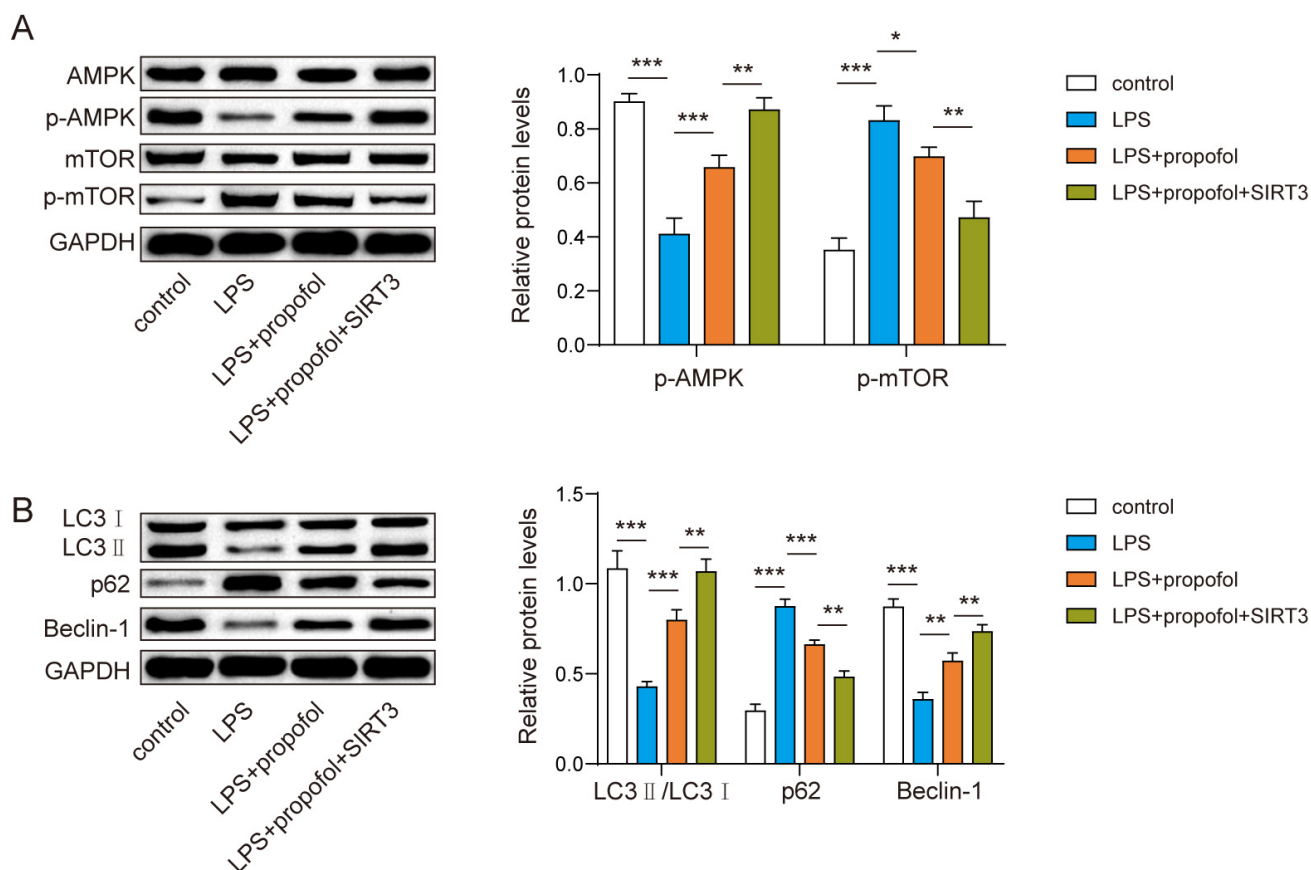 A
AMPK
p-AMPK
mTOR
p-mTOR
GAPDH
control
LPS
LPS+propofol
LPS+propofol+SIRT3
Relative protein levels
1.0
0.8
0.6
0.4
0.2
0.0
***
***
**
***
*
**
p-AMPK
p-mTOR
control
LPS
LPS+propofol
LPS+propofol+SIRT3
B
LC3 Ⅰ
LC3 Ⅱ
p62
Beclin-1
GAPDH
control
LPS
LPS+propofol
LPS+propofol+SIRT3
Relative protein levels
1.5
1.0
0.5
0.0
***
***
**
***
***
**
***
**
**
LC3 Ⅱ /LC3 Ⅰ
p62
Beclin-1
control
LPS
LPS+propofol
LPS+propofol+SIRT3